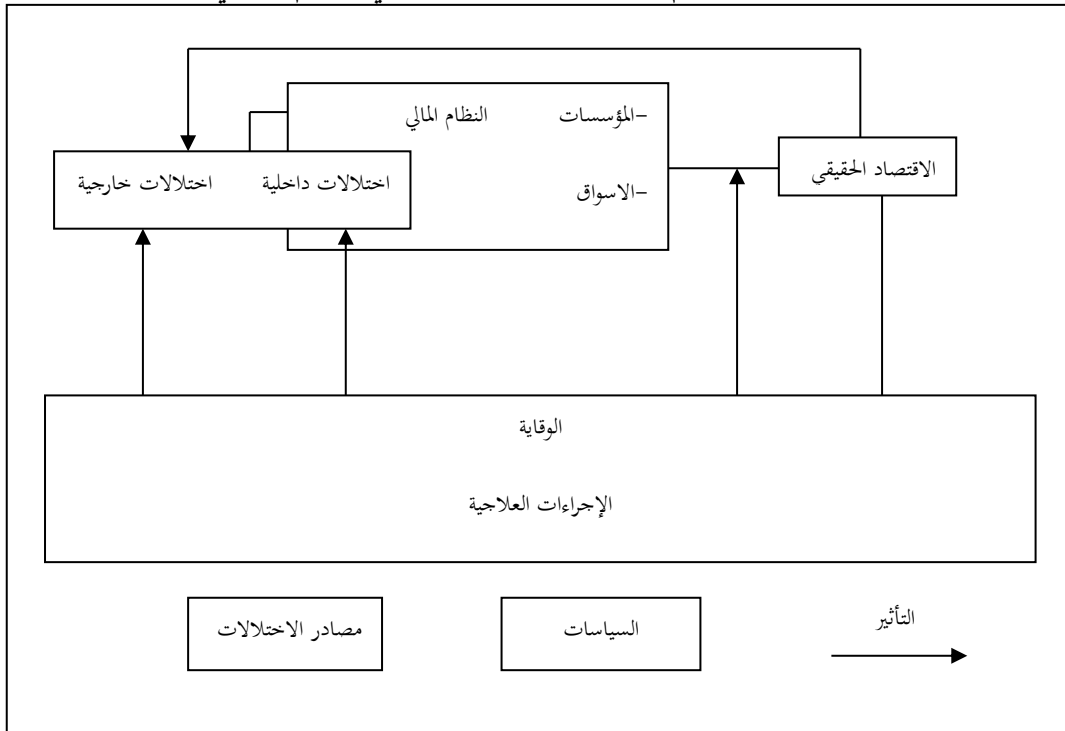 -المؤسسات النظام المالي
الاقتصاد الحقيقي
اختلالات داخلية اختلالات خارجية
-الاسواق
الوقاية
الإجراءات العلاجية
التأثير
السياسات
مصادر الاختلالات